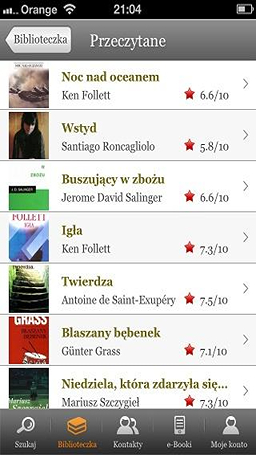 Orange 21:04
Biblioteczka Przeczytane
Noc nad oceanem
Ken Follett 6.6/10
Wstyd
Santiago Roncagliolo 5.8/10
Buszujący w zbożu
Jerome David Salinger 6.6/10
FOLLETT
IGŁA
Igła
Ken Follett 7.3/10
Twierdza
Antoine de Saint-Exupéry 7.5/10
GRASS
Blaszany bębenek
Günter Grass 7.1/10
Niedziela, która zdarzyła się...
Mariusz Szczygieł 7.3/10
Szukaj Biblioteczka Kontakty e-Booki Moje konto